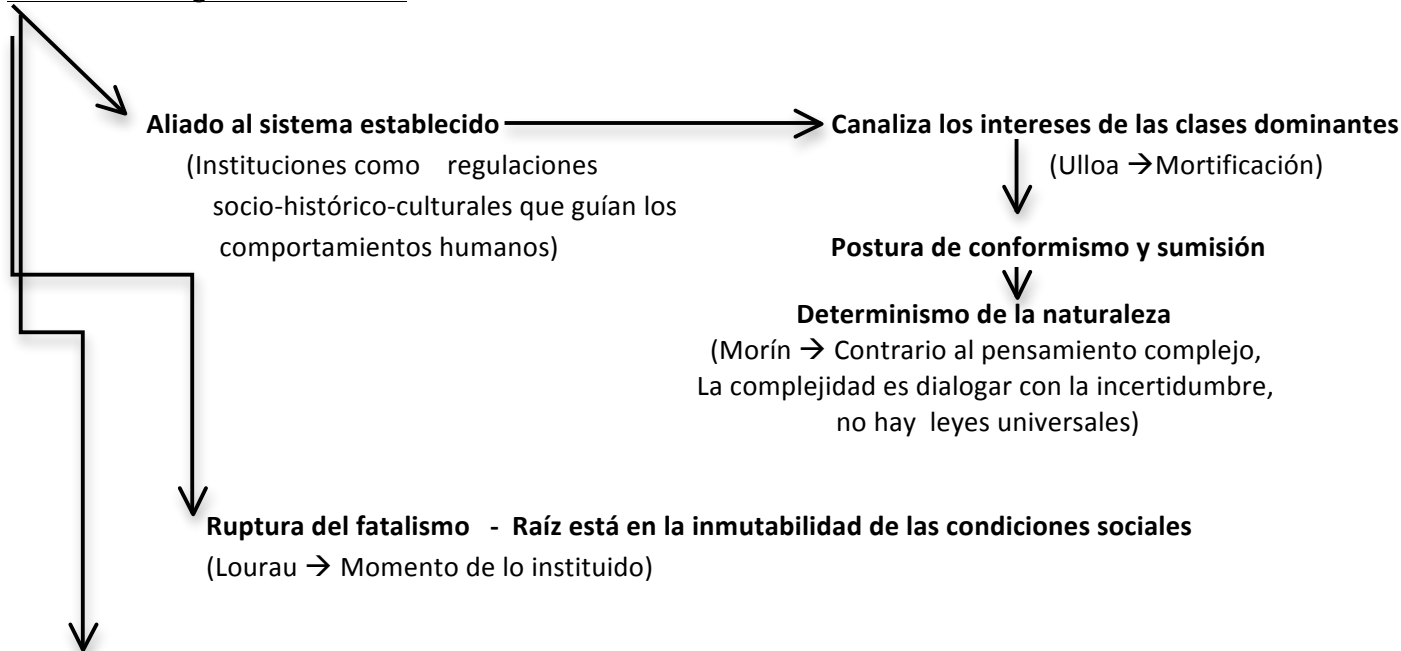 Aliado al sistema establecido → Canaliza los intereses de las clases dominantes
(Instituciones como regulaciones
socio-histórico-culturales que guían los
comportamientos humanos)
(Ulloa →Mortificación)
Postura de conformismo y sumisión
Determinismo de la naturaleza
(Morín → Contrario al pensamiento complejo,
La complejidad es dialogar con la incertidumbre,
no hay leyes universales)
Ruptura del fatalismo - Raíz está en la inmutabilidad de las condiciones sociales
(Lourau → Momento de lo instituido)